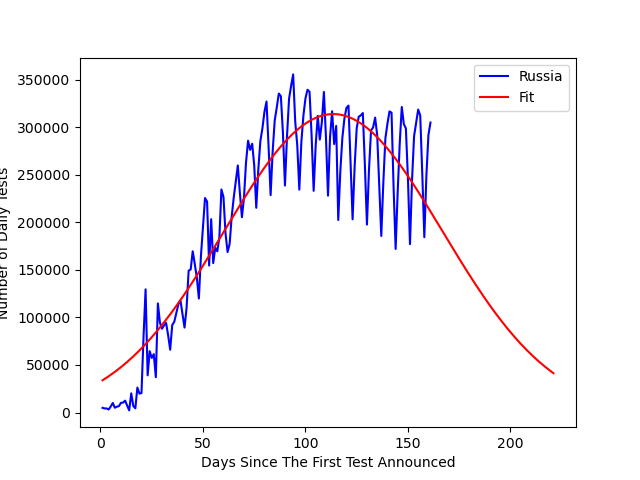 Russia
Fit
350000
300000
250000
200000
150000
100000
50000
0
Number of Daily Tests
0 50 100 150 200
Days Since The First Test Announced